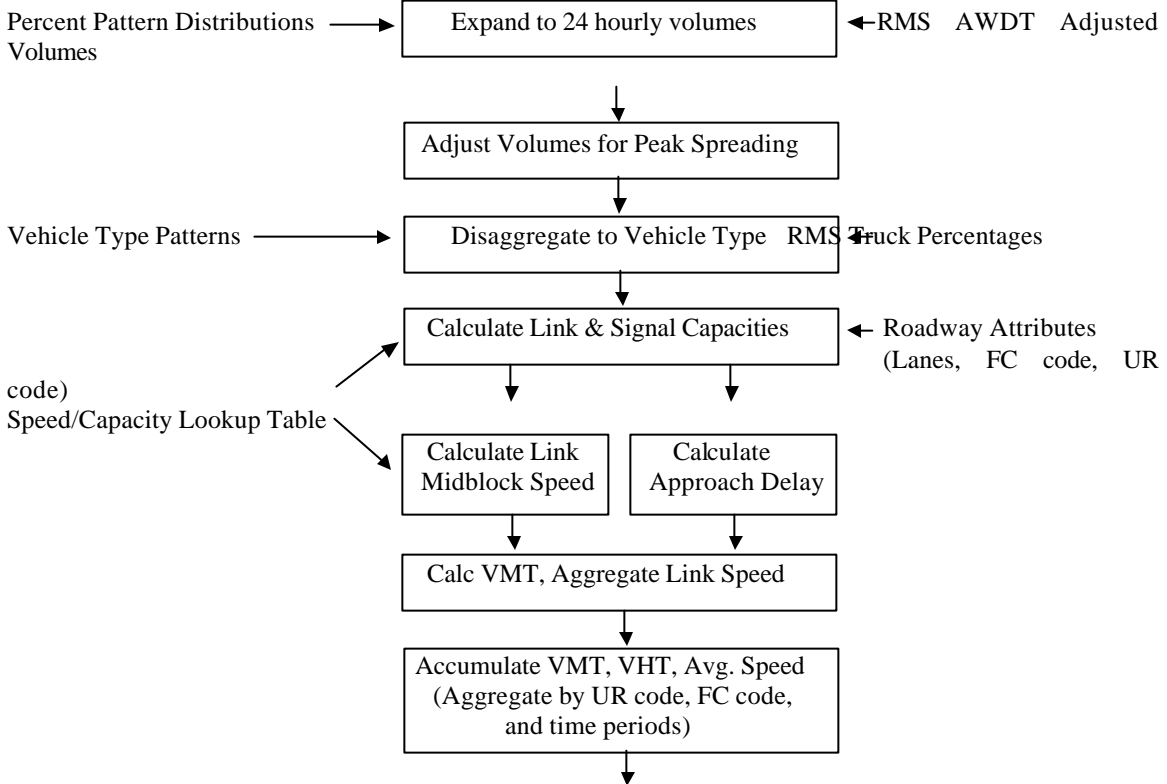 Percent Pattern Distributions Expand to 24 hourly volumes RMS AWDT Adjusted
Volumes
Adjust Volumes for Peak Spreading
Vehicle Type Patterns Disaggregate to Vehicle Type RMS Truck Percentages
Calculate Link & Signal Capacities Roadway Attributes
(Lanes, FC code, UR
code)
Speed/Capacity Lookup Table
Calculate Link Calculate
Midblock Speed Approach Delay
Calc VMT, Aggregate Link Speed
Accumulate VMT, VHT, Avg. Speed
(Aggregate by UR code, FC code,
and time periods)